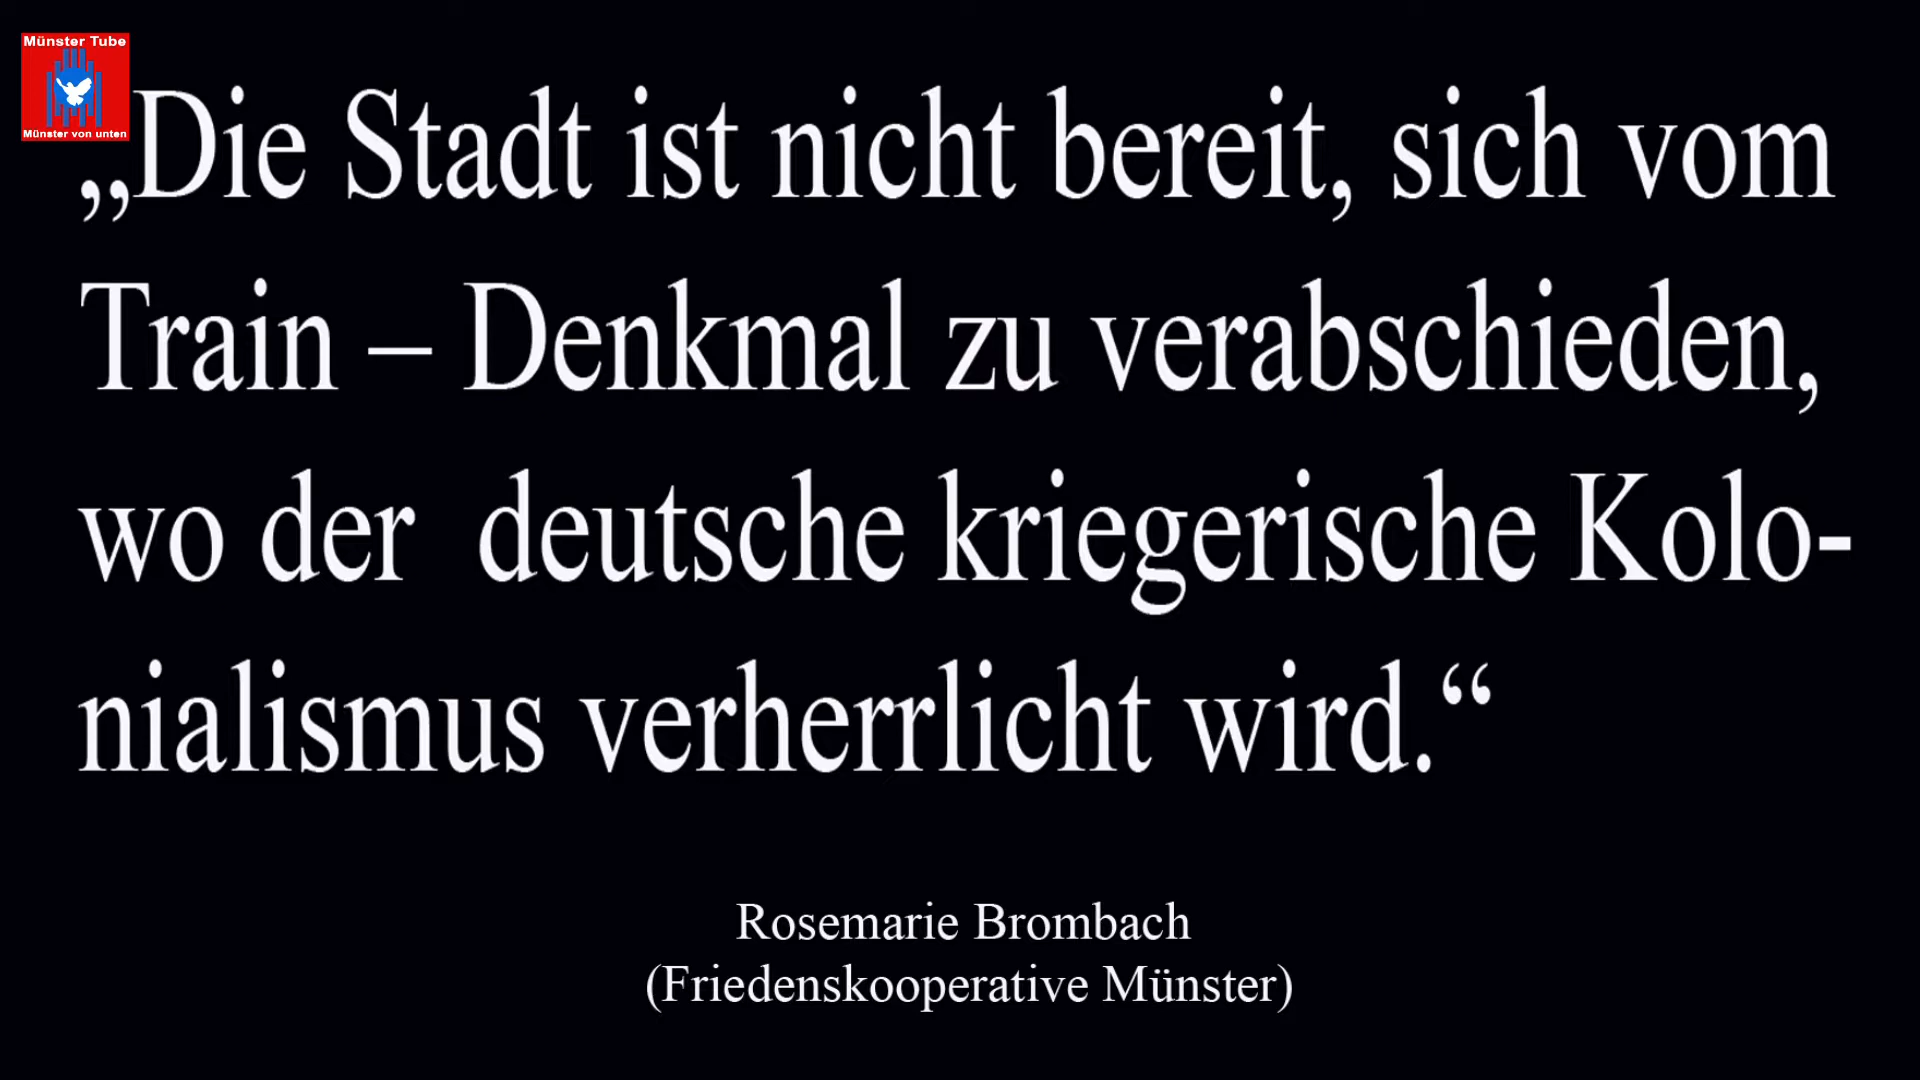 Münster Tube
Münster von unten
„Die Stadt ist nicht bereit, sich vom
Train – Denkmal zu verabschieden,
wo der  deutsche kriegerische Kolo-
nialismus verherrlicht wird.“
Rosemarie Brombach
(Friedenskooperative Münster)